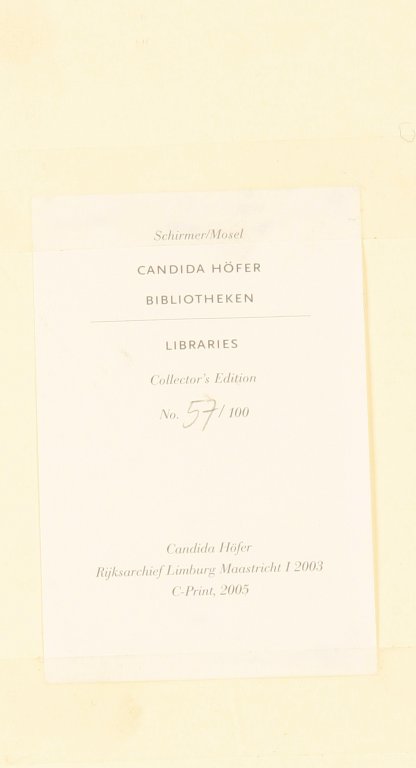 Schirmer/Mosel
CANDIDA HÖFER
BIBLIOTHEKEN
LIBRARIES
Collector's Edition
No. 57 / 100
Candida Höfer
Rijksarchief Limburg Maastricht I 2003
C-Print, 2005